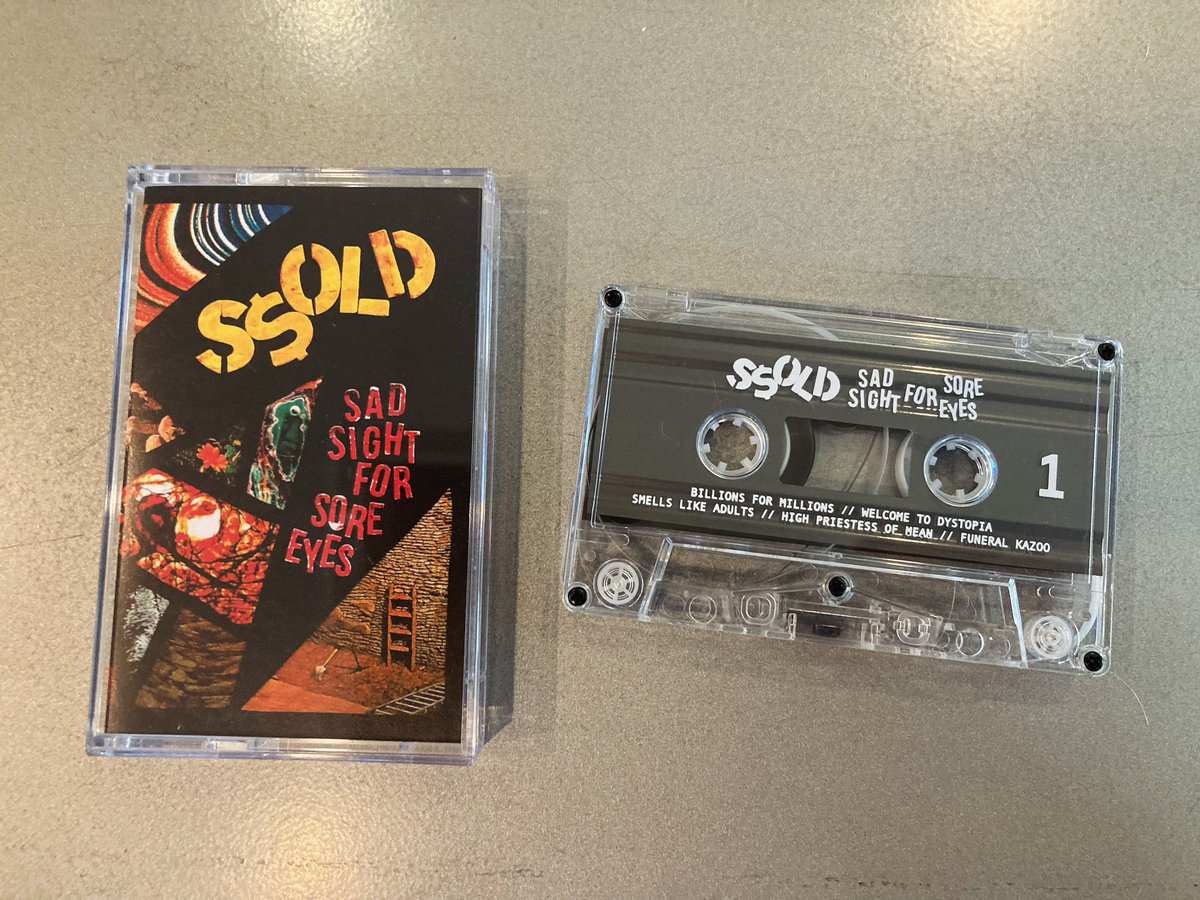 SSOLD
SAD
SIGHT
FOR
SORE
EYES
SSOLD SAD SIGHT FOR SORE EYES
1
BILLIONS FOR MILLIONS // WELCOME TO DYSTOPIA
SMELLS LIKE ADULTS // HIGH PRIESTESS OF MEAN // FUNERAL KAZOO